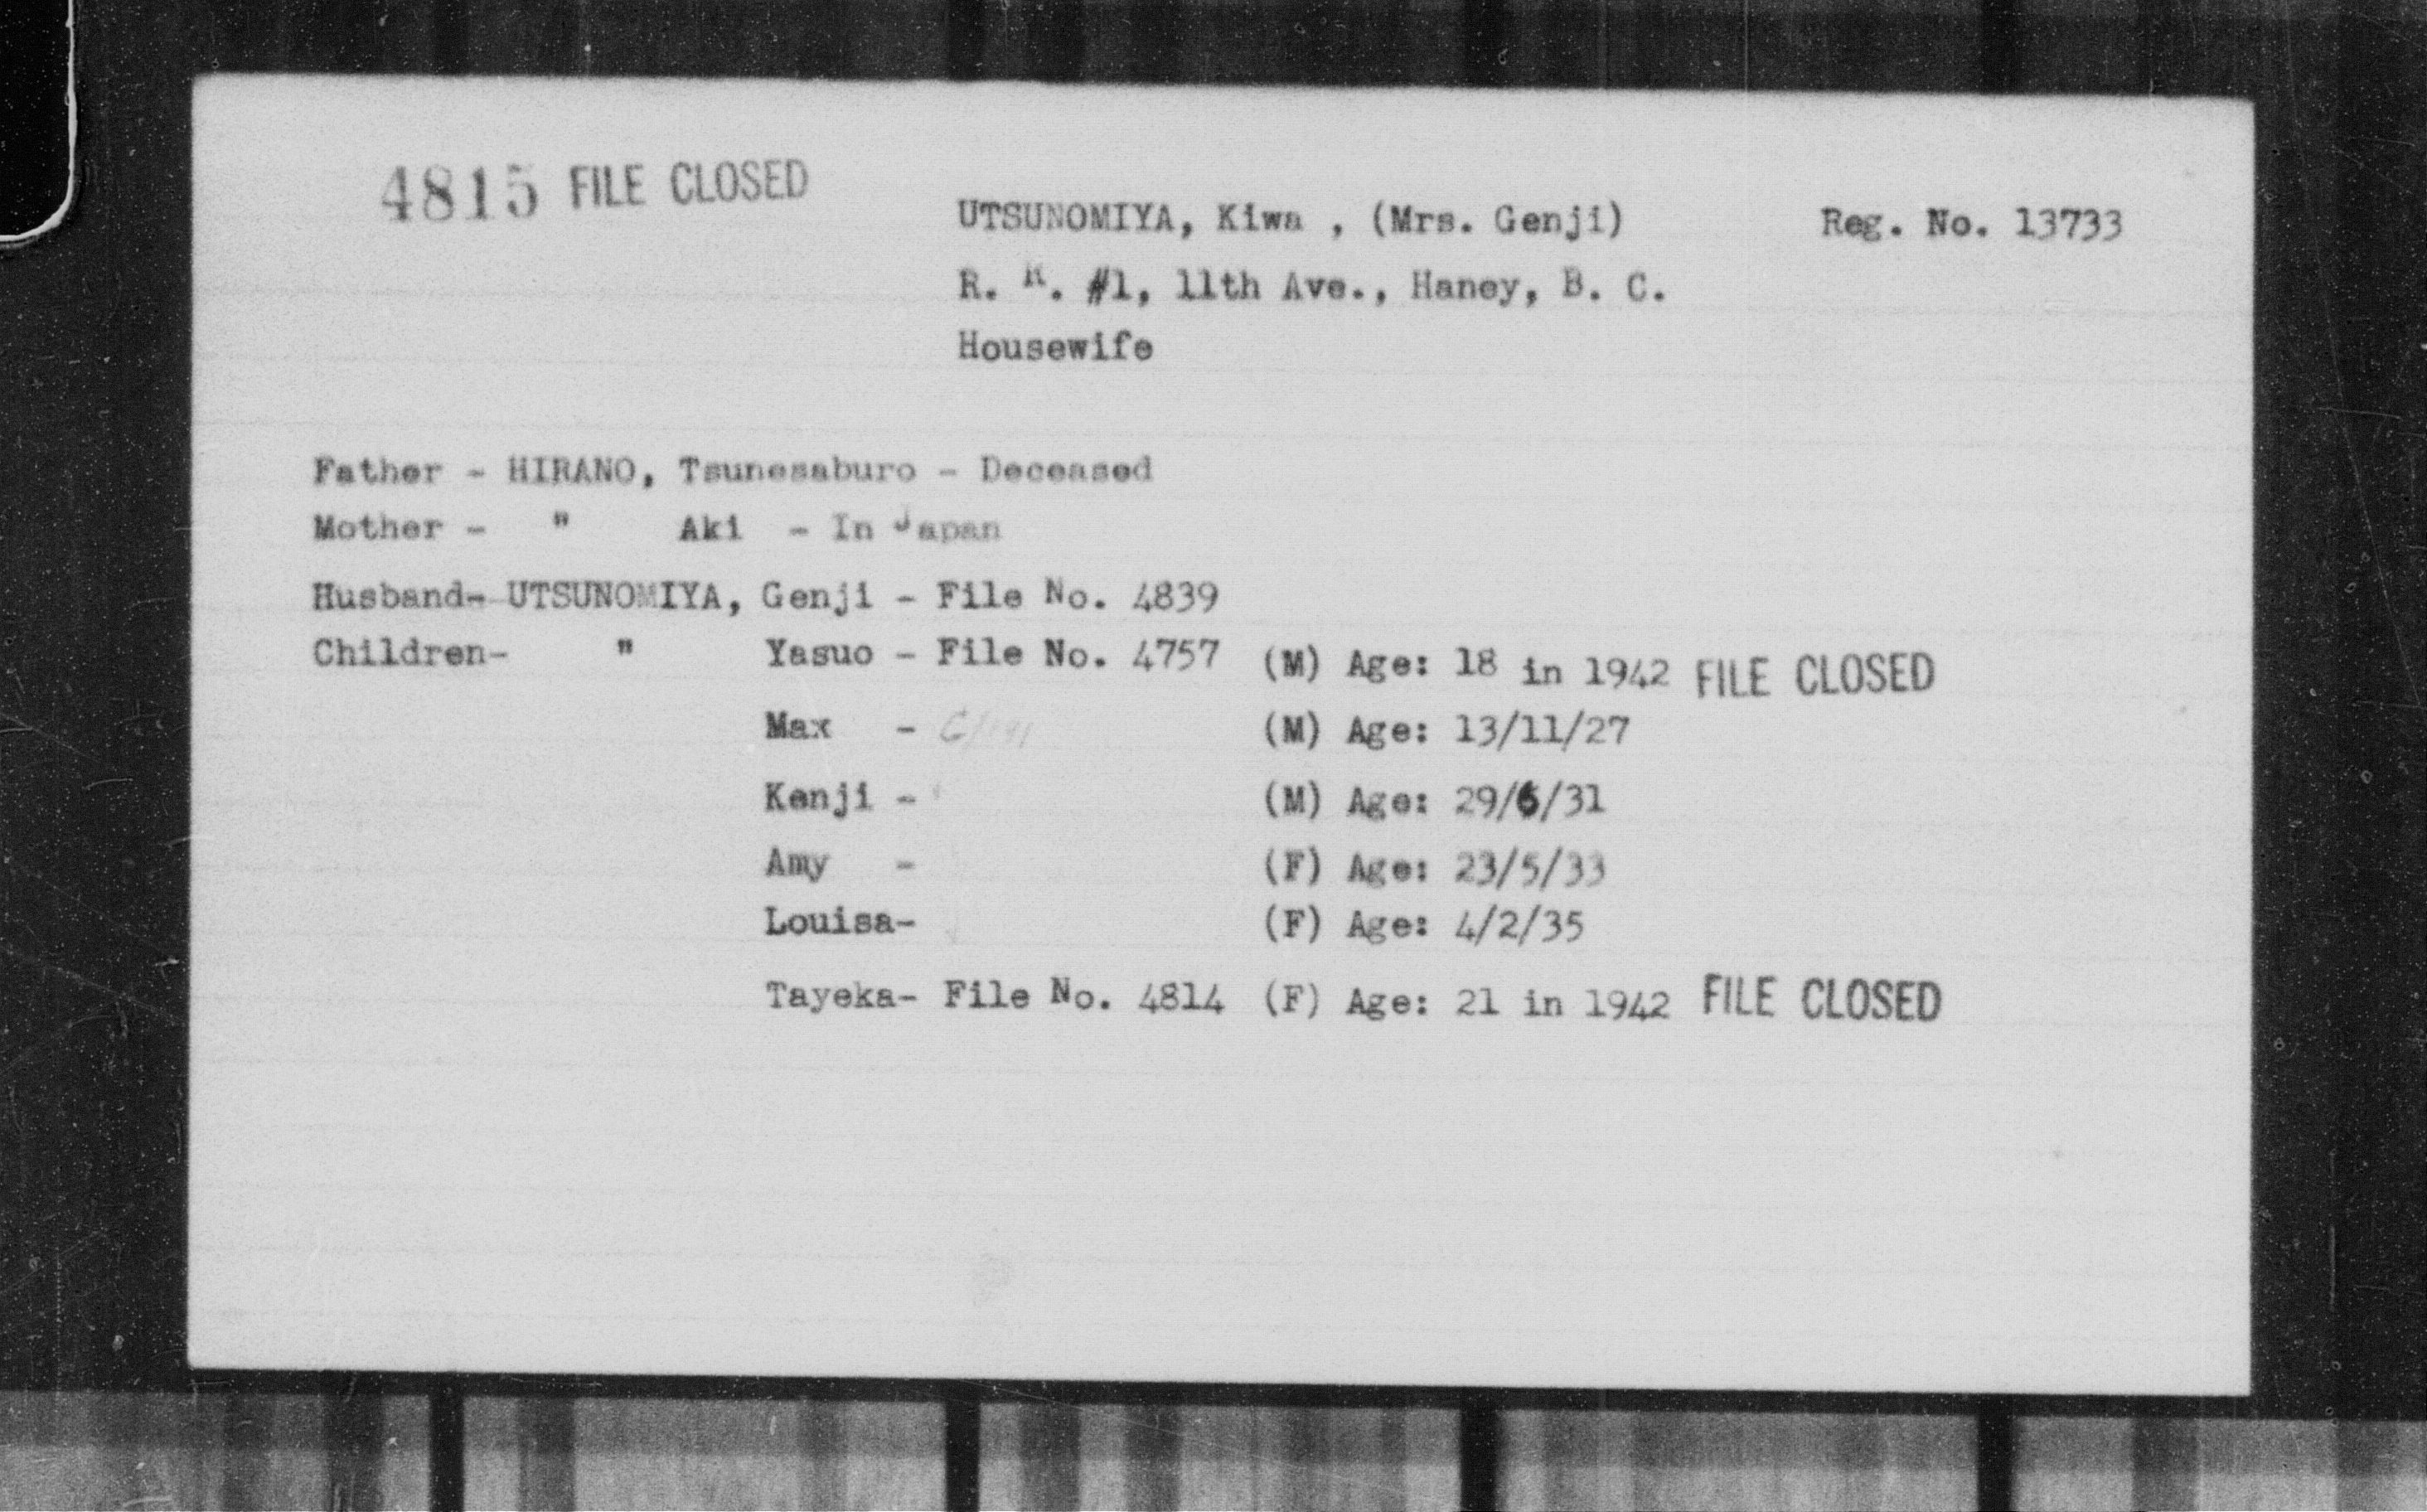 4815 FILE CLOSED
UTSUNOMIYA, Kiwa , (Mrs. Genji) Reg. No. 13733
R. R. #1, 11th Ave., Haney, B. C.
Housewife
Father - HIRANO, Tsunesaburo - Deceased
Mother - " Aki - In Japan
Husband- UTSUNOMIYA, Genji - File No. 4839
Children- " Yasuo - File No. 4757 (M) Age: 18 in 1942 FILE CLOSED
Max - (M) Age: 13/11/27
Kenji - (M) Age: 29/6/31
Amy - (F) Age: 23/5/33
Louisa- (F) Age: 4/2/35
Tayeka- File No. 4814 (F) Age: 21 in 1942 FILE CLOSED